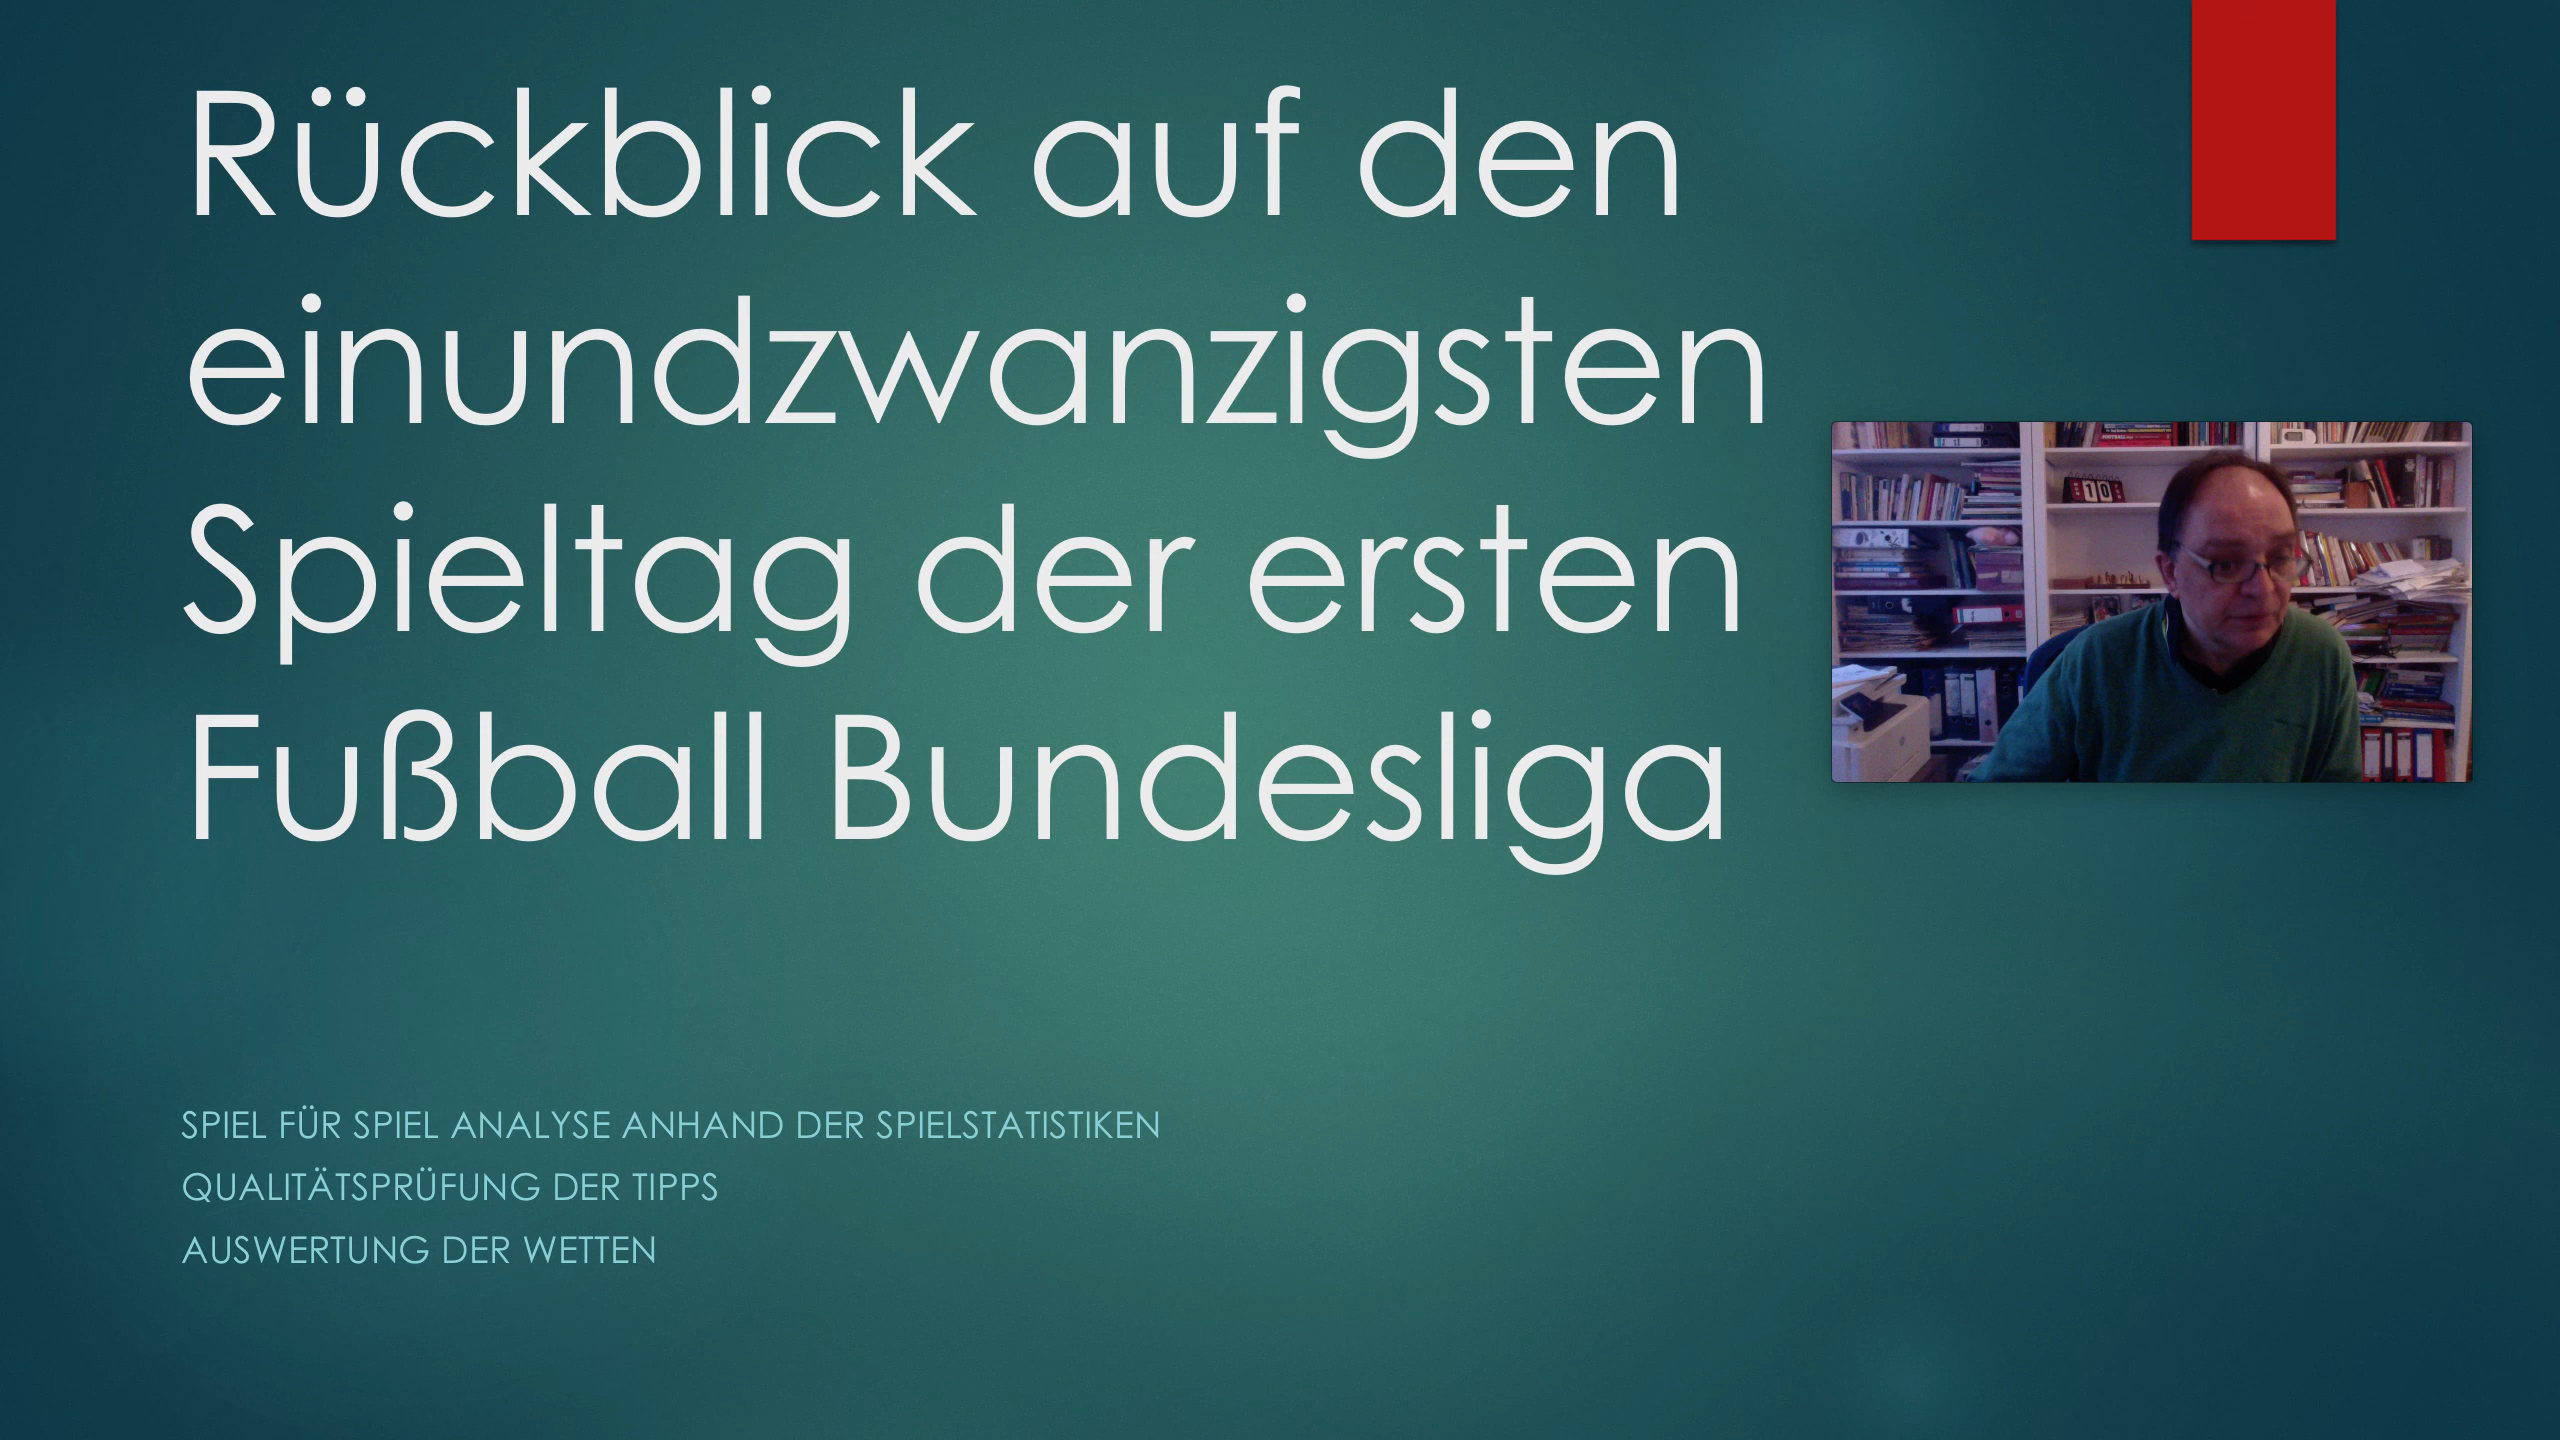 Rückblick auf den
einundzwanzigsten
Spieltag der ersten
Fußball Bundesliga
10
SPIEL FÜR SPIEL ANALYSE ANHAND DER SPIELSTATISTIKEN
QUALITÄTSPRÜFUNG DER TIPPS
AUSWERTUNG DER WETTEN